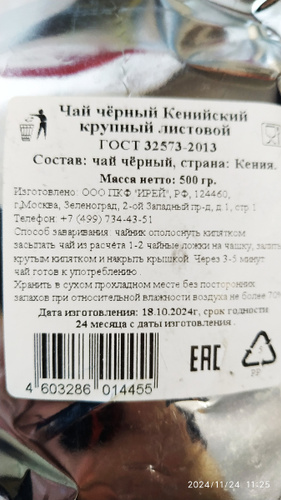 Чай чёрный Кенийский
крупный листовой
ГОСТ 32573-2013
Состав: чай чёрный, страна: Кения.
Масса нетто: 500 гр.
Изготовлено: ООО ПКФ "ИРЕЙ", РФ, 124460,
г.Москва, Зеленоград, 2-ой Западный пр-д, д.1, стр.1
Телефон: +7 (499) 734-43-51
Способ заваривания: чайник ополоснуть кипятком
засыпать чай из расчёта 1-2 чайные ложки на чашку, залить
крутым кипятком и накрыть крышкой. Через 3-5 минут
чай готов к употреблению
Хранить в сухом прохладном месте без посторонних
запахов при относительной влажности воздуха не более 70%
Дата изготовления: 18.10.2024г, срок годности
24 месяца с даты изготовления
EAC
4 603286 014455
2024/11/24 11:25